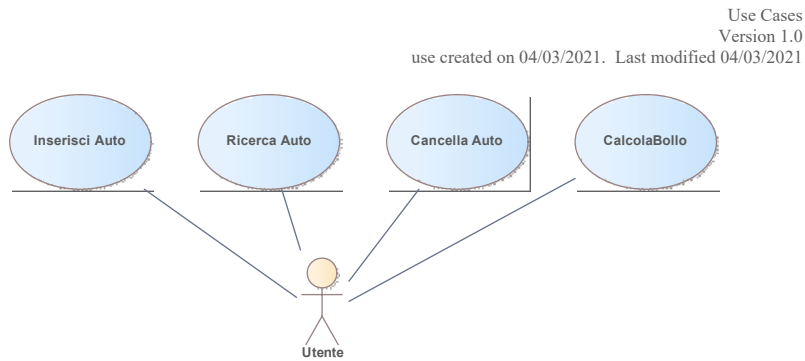 Use Cases
Version 1.0
use created on 04/03/2021. Last modified 04/03/2021
Inserisci Auto
Ricerca Auto
Cancella Auto
CalcolaBollo
Utente